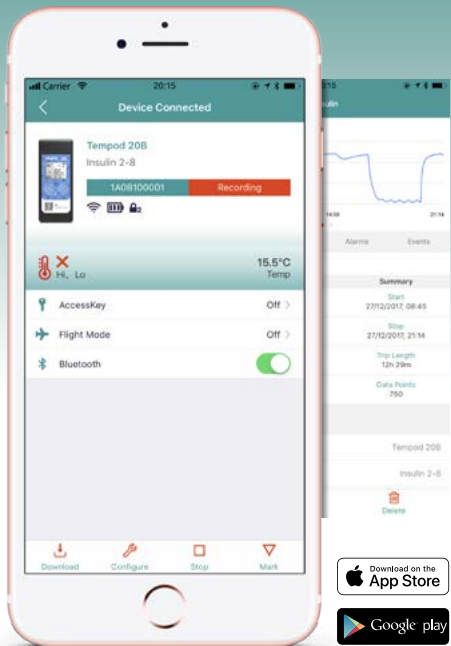 Carrier 20:15
Device Connected
Tempod 20B
Insulin 2-8
1A08100001 Recording
Hi, Lo
15.5°C
Temp
AccessKey Off
Flight Mode Off
Bluetooth
Download Configure Stop Mark
14:03 21:14
Alarms Events
Summary
Start
27/12/2017, 08:45
Stop
27/12/2017, 21:14
Trip Length
12h 29m
Data Points
750
Tempod 20B
Insulin 2-8
Delete
Download on the
App Store
Google play